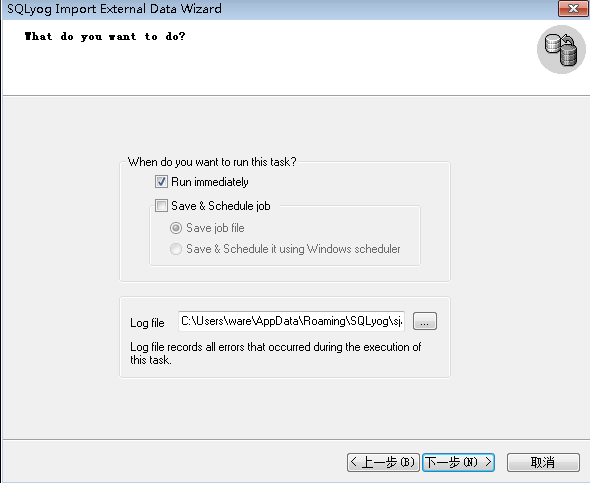 SQLyog Import External Data Wizard
What do you want to do?
When do you want to run this task?
Run immediately
Save & Schedule job
Save job file
Save & Schedule it using Windows scheduler
Log file C:\Users\ware\AppData\Roaming\SQLyog\sj ...
Log file records all errors that occurred during the execution of
this task.
< 上一步(B) 下一步(N) > 取消